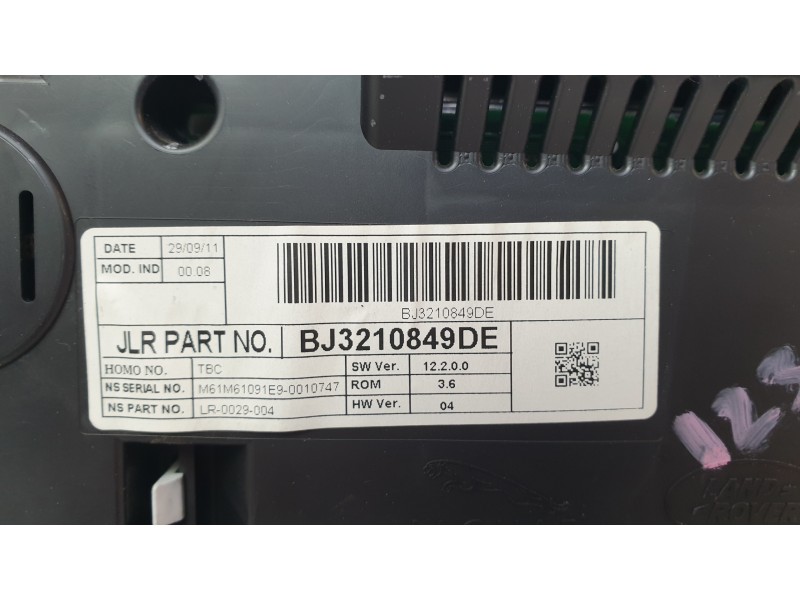 DATE 29/09/11
MOD. IND 00.08
BJ3210849DE
JLR PART NO. BJ3210849DE
HOMO NO. TBC SW Ver. 12.2.0.0
NS SERIAL NO. M61M61091E9-0010747 ROM 3.6
NS PART NO. LR-0029-004 HW Ver. 04
LAND
ROVER